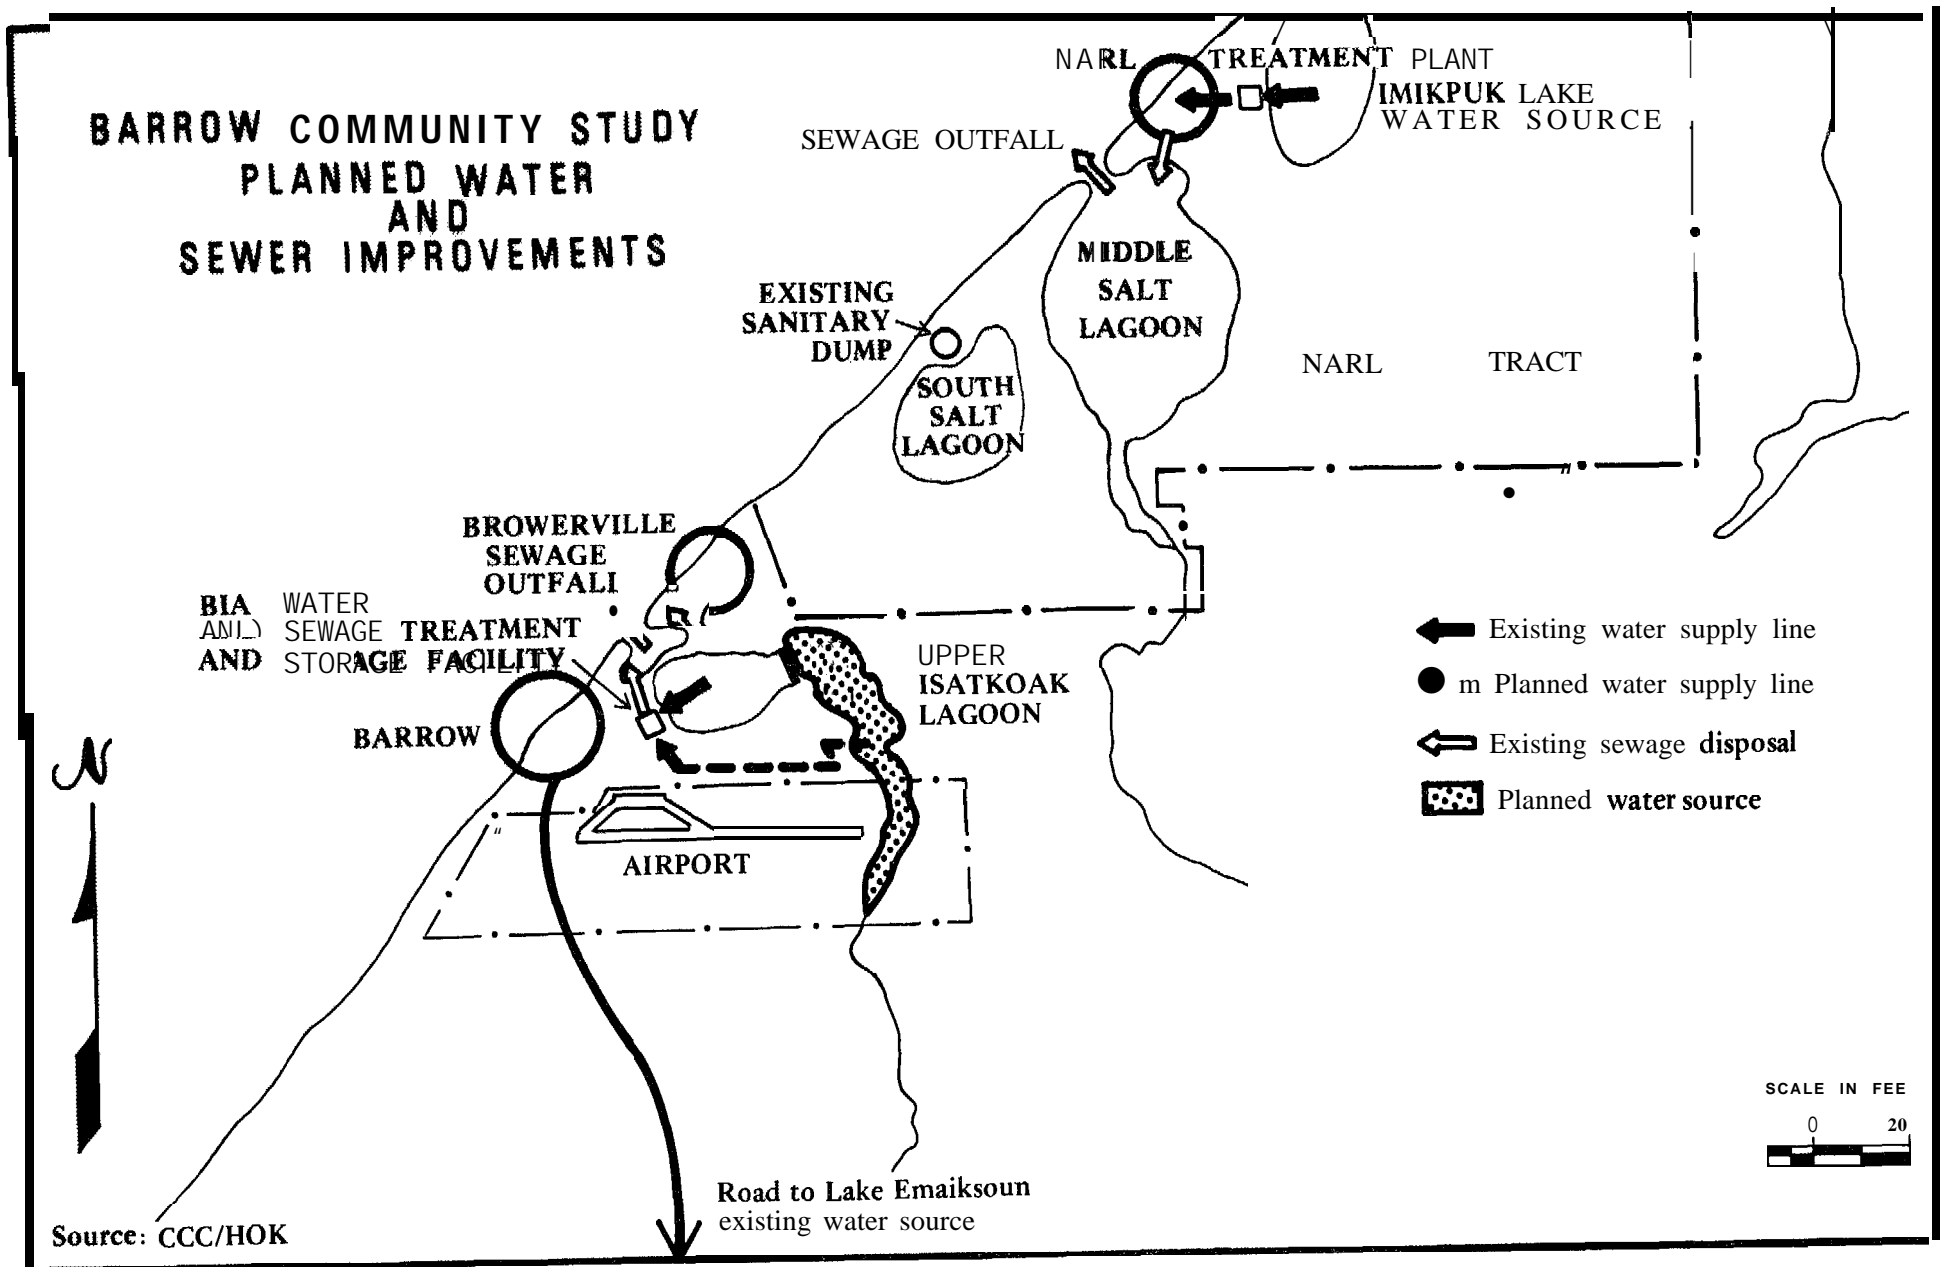 BARROW COMMUNITY STUDY
PLANNED WATER
AND
SEWER IMPROVEMENTS
NARL TREATMENT PLANT
IMIKPUK LAKE
WATER SOURCE
SEWAGE OUTFALL
MIDDLE
SALT
LAGOON
EXISTING
SANITARY
DUMP
SOUTH
SALT
LAGOON
NARL TRACT
BROWERVILLE
SEWAGE
OUTFALI
BIA WATER
SEWAGE TREATMENT
AND STORAGE FACILITY
BARROW
UPPER
ISATKOAK
LAGOON
AIRPORT
Existing water supply line
m Planned water supply line
Existing sewage disposal
Planned water source
N
SCALE IN FEE
0 20
Road to Lake Emaiksoun
existing water source
Source: CCC/HOK